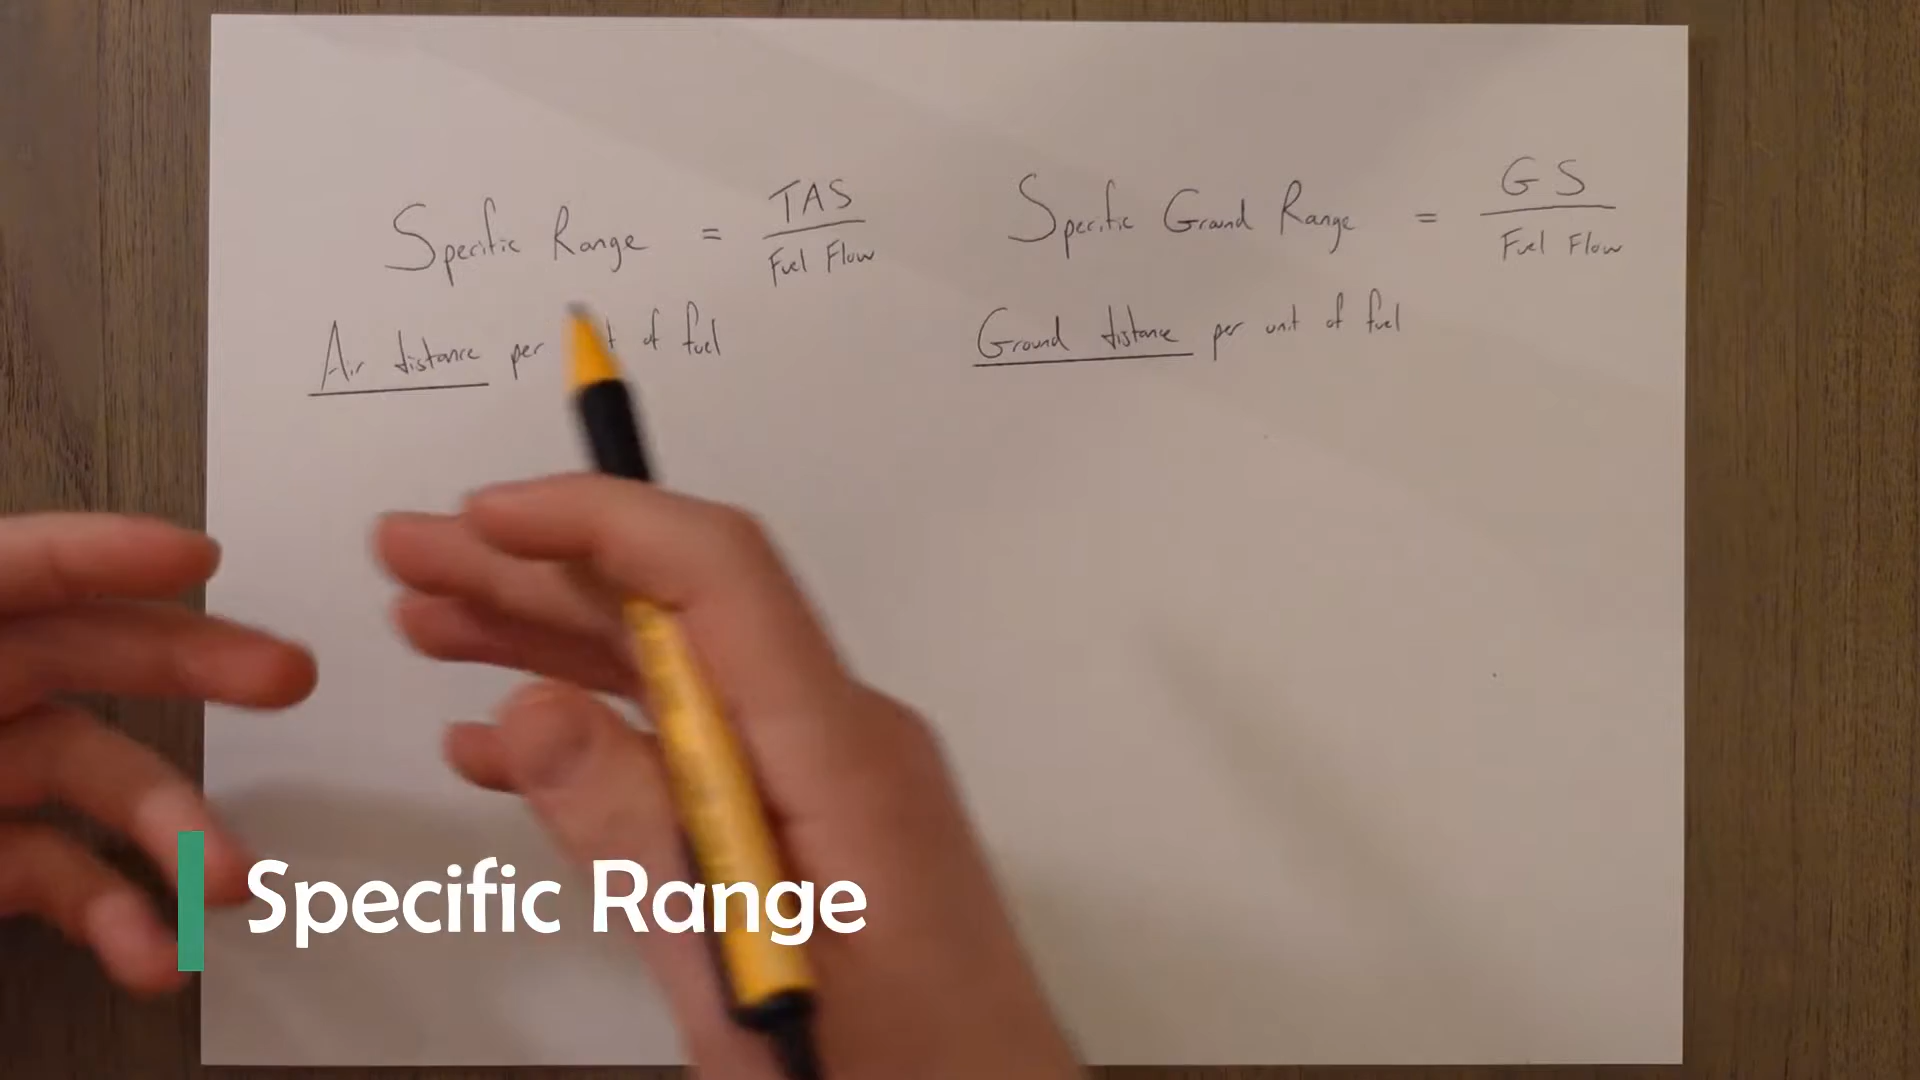 Specific Range = TAS
Fuel Flow
Air distance per of fuel
Specific Ground Range = GS
Fuel Flow
Ground distance per unit of fuel
Specific Range